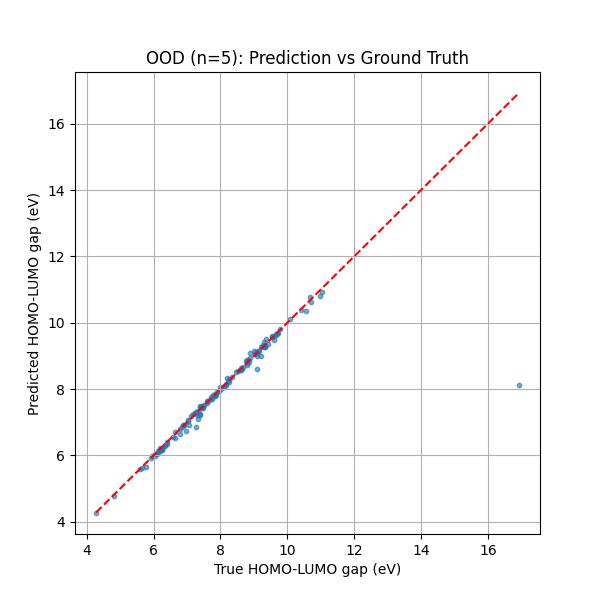 OOD (n=5): Prediction vs Ground Truth
Predicted HOMO-LUMO gap (eV)
16
14
12
10
8
6
4
4 6 8 10 12 14 16
True HOMO-LUMO gap (eV)